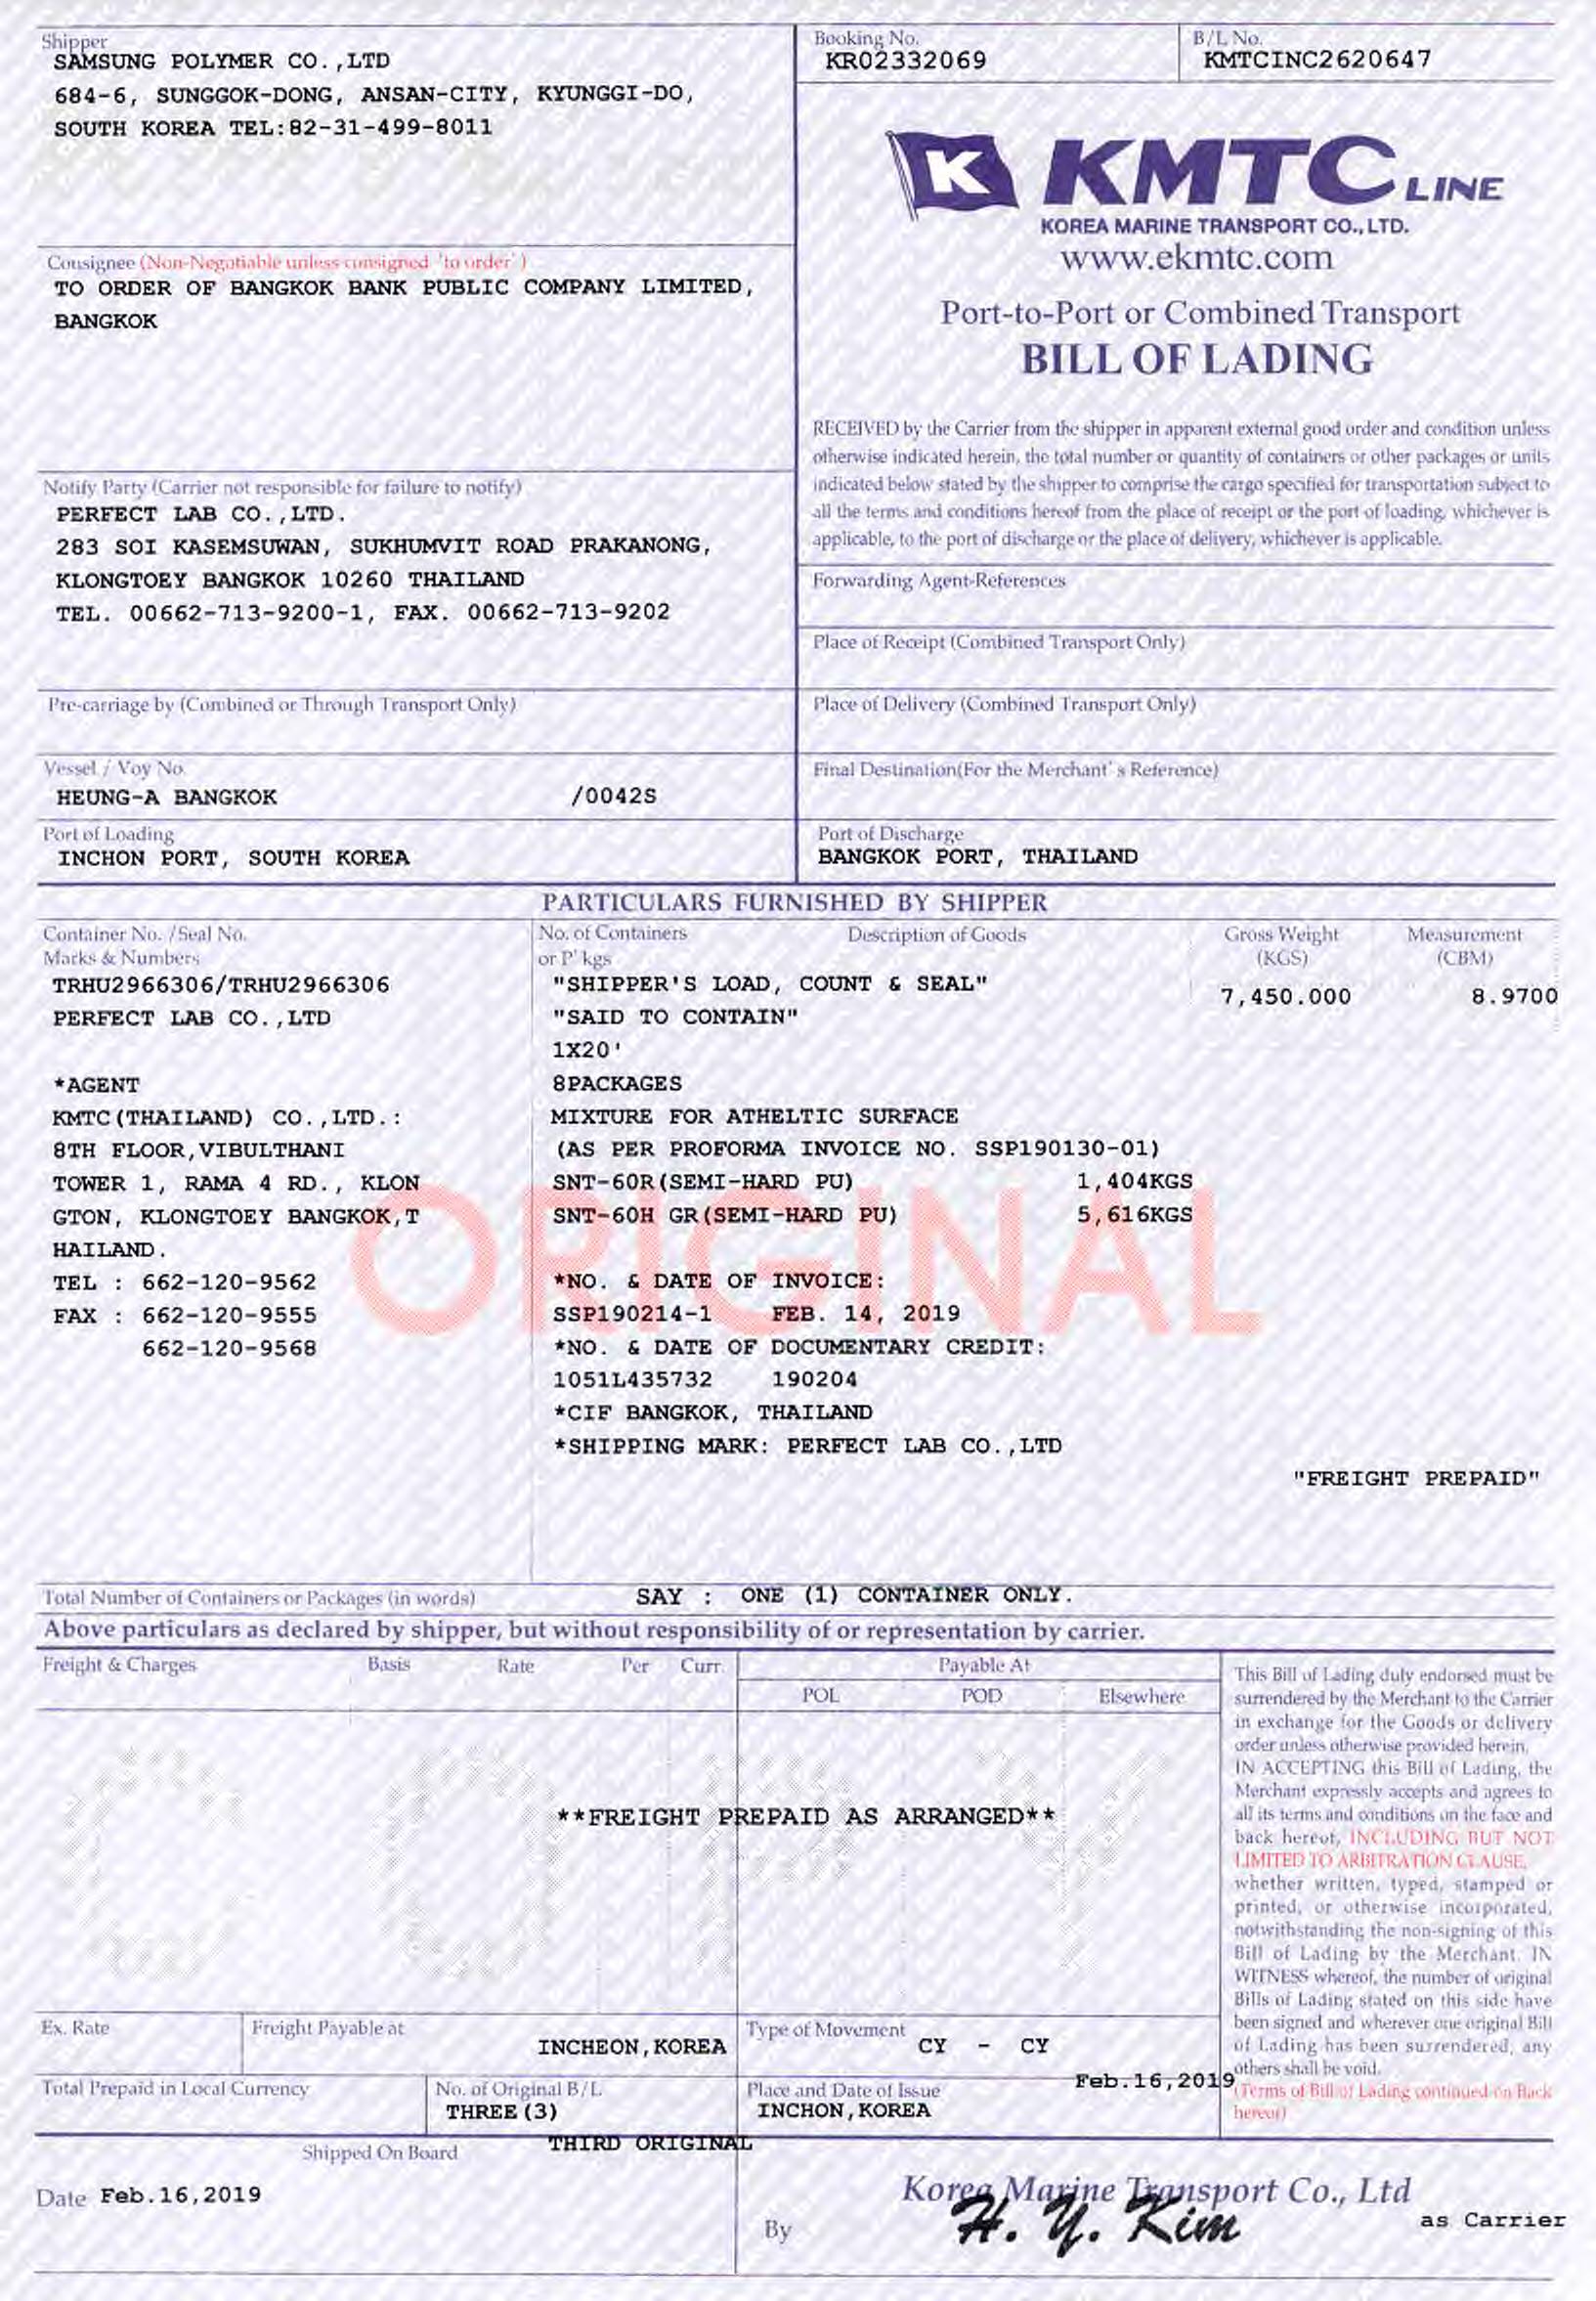 Shipper
SAMSUNG POLYMER CO.,LTD
684-6, SUNGGOK-DONG, ANSAN-CITY, KYUNGGI-DO,
SOUTH KOREA TEL:82-31-499-8011
Booking No.
KR02332069
B/L No.
KMTCINC2620647
K KMTC LINE
KOREA MARINE TRANSPORT CO., LTD.
www.ekmtc.com
Port-to-Port or Combined Transport
BILL OF LADING
Consignee (Non-Negotiable unless consigned 'to order')
TO ORDER OF BANGKOK BANK PUBLIC COMPANY LIMITED,
BANGKOK
RECEIVED by the Carrier from the shipper in apparent external good order and condition unless
otherwise indicated herein, the total number or quantity of containers or other packages or units
indicated below stated by the shipper to comprise the cargo specified for transportation subject to
all the terms and conditions hereof from the place of receipt or the port of loading, whichever is
applicable, to the port of discharge or the place of delivery, whichever is applicable.
Notify Party (Carrier not responsible for failure to notify)
PERFECT LAB CO.,LTD.
283 SOI KASEMSUWAN, SUKHUMVIT ROAD PRAKANONG,
KLONGTOEY BANGKOK 10260 THAILAND
TEL. 00662-713-9200-1, FAX. 00662-713-9202
Forwarding Agent-References
Place of Receipt (Combined Transport Only)
Pre-carriage by (Combined or Through Transport Only)
Place of Delivery (Combined Transport Only)
Vessel / Voy No.
HEUNG-A BANGKOK /0042S
Final Destination(For the Merchant's Reference)
Port of Loading
INCHON PORT, SOUTH KOREA
Port of Discharge
BANGKOK PORT, THAILAND
PARTICULARS FURNISHED BY SHIPPER
Container No. /Seal No.
Marks & Numbers
No. of Containers
or P'kgs
Description of Goods
Gross Weight
(KGS)
Measurement
(CBM)
TRHU2966306/TRHU2966306
PERFECT LAB CO.,LTD
*AGENT
KMTC(THAILAND) CO.,LTD.:
8TH FLOOR,VIBULTHANI
TOWER 1, RAMA 4 RD., KLON
GTON, KLONGTOEY BANGKOK,T
HAILAND.
TEL : 662-120-9562
FAX : 662-120-9555
662-120-9568
"SHIPPER'S LOAD, COUNT & SEAL"
7,450.000 8.9700
"SAID TO CONTAIN"
1X20'
8PACKAGES
MIXTURE FOR ATHELTIC SURFACE
(AS PER PROFORMA INVOICE NO. SSP190130-01)
SNT-60R(SEMI-HARD PU) 1,404KGS
SNT-60H GR(SEMI-HARD PU) 5,616KGS
ORIGINAL
*NO. & DATE OF INVOICE:
SSP190214-1 FEB. 14, 2019
*NO. & DATE OF DOCUMENTARY CREDIT:
1051L435732 190204
*CIF BANGKOK, THAILAND
*SHIPPING MARK: PERFECT LAB CO.,LTD
"FREIGHT PREPAID"
Total Number of Containers or Packages (in words) SAY : ONE (1) CONTAINER ONLY.
Above particulars as declared by shipper, but without responsibility of or representation by carrier.
Freight & Charges Basis Rate Per Curr. Payable At
POL POD Elsewhere
COPY
**FREIGHT PREPAID AS ARRANGED**
This Bill of Lading duly endorsed must be
surrendered by the Merchant to the Carrier
in exchange for the Goods or delivery
order unless otherwise provided herein.
IN ACCEPTING this Bill of Lading, the
Merchant expressly accepts and agrees to
all its terms and conditions on the face and
back hereof, INCLUDING BUT NOT
LIMITED TO ARBITRATION CLAUSE,
whether written, typed, stamped or
printed, or otherwise incorporated,
notwithstanding the non-signing of this
Bill of Lading by the Merchant. IN
WITNESS whereof, the number of original
Bills of Lading stated on this side have
been signed and wherever one original Bill
of Lading has been surrendered, any
others shall be void.
(Terms of Bill of Lading continued on Back
hereof)
Ex. Rate
Freight Payable at
INCHEON,KOREA
Type of Movement
CY - CY
Total Prepaid in Local Currency
No. of Original B/L
THREE(3)
Place and Date of Issue
INCHON,KOREA
Feb.16,2019
THIRD ORIGINAL
Shipped On Board
Date Feb.16,2019
Korea Marine Transport Co., Ltd
By
H. Y. Kim
as Carrier